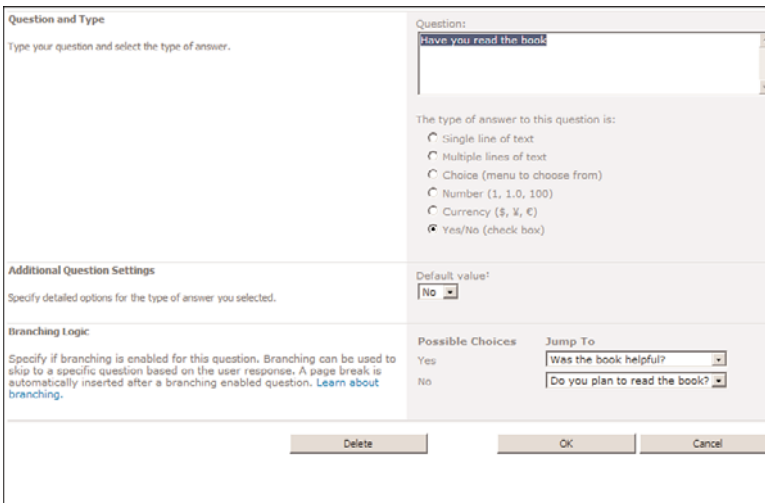 Question and Type
Type your question and select the type of answer.
Question:
Have you read the book
The type of answer to this question is:
Single line of text
Multiple lines of text
Choice (menu to choose from)
Number (1, 1.0, 100)
Currency ($, ¥, €)
Yes/No (check box)
Additional Question Settings
Specify detailed options for the type of answer you selected.
Default value:
No
Branching Logic
Specify if branching is enabled for this question. Branching can be used to
skip to a specific question based on the user response. A page break is
automatically inserted after a branching enabled question. Learn about
branching.
Possible Choices Jump To
Yes Was the book helpful?
No Do you plan to read the book?
Delete OK Cancel